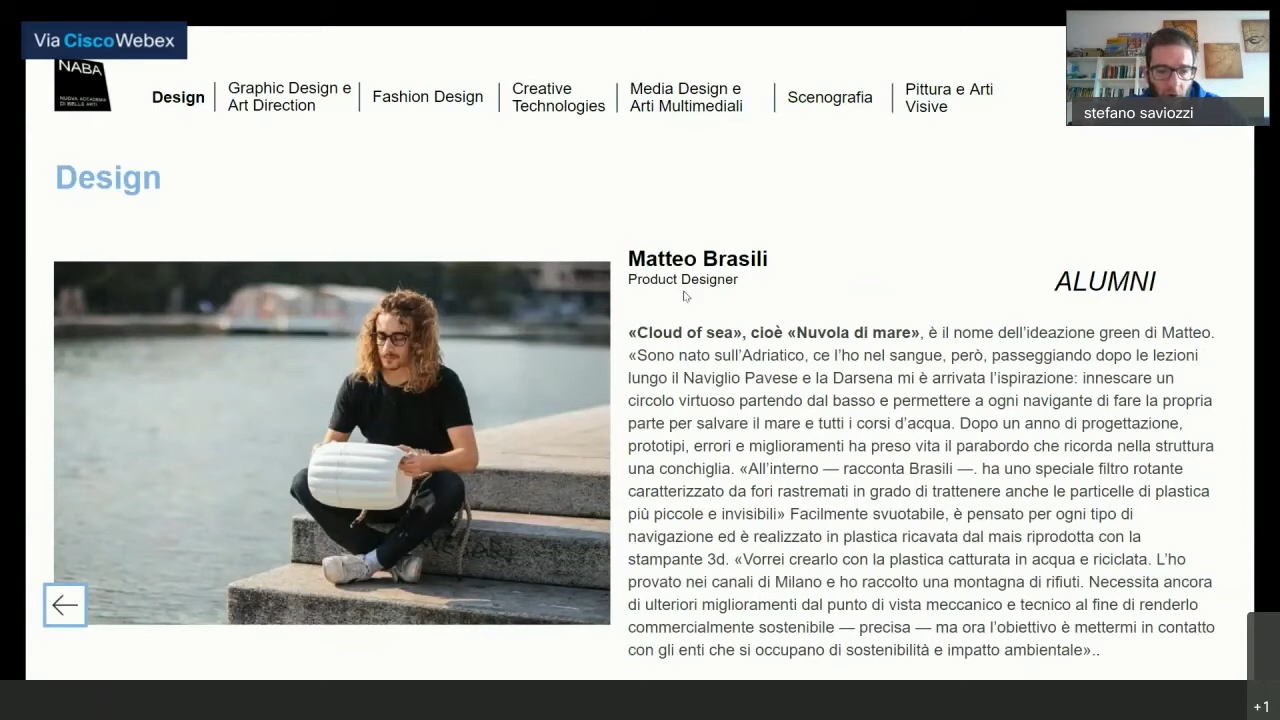 Via CiscoWebex
NABA
NUOVA ACCADEMIA
DI BELLE ARTI
Design
Graphic Design e
Art Direction
Fashion Design
Creative
Technologies
Media Design e
Arti Multimediali
Scenografia
Pittura e Arti
Visive
stefano saviozzi
Design
Matteo Brasili
Product Designer
ALUMNI
«Cloud of sea», cioè «Nuvola di mare», è il nome dell’ideazione green di Matteo.
«Sono nato sull’Adriatico, ce l’ho nel sangue, però, passeggiando dopo le lezioni
lungo il Naviglio Pavese e la Darsena mi è arrivata l’ispirazione: innescare un
circolo virtuoso partendo dal basso e permettere a ogni navigante di fare la propria
parte per salvare il mare e tutti i corsi d’acqua. Dopo un anno di progettazione,
prototipi, errori e miglioramenti ha preso vita il parabordo che ricorda nella struttura
una conchiglia. «All’interno — racconta Brasili —. ha uno speciale filtro rotante
caratterizzato da fori rastremati in grado di trattenere anche le particelle di plastica
più piccole e invisibili» Facilmente svuotabile, è pensato per ogni tipo di
navigazione ed è realizzato in plastica ricavata dal mais riprodotta con la
stampante 3d. «Vorrei crearlo con la plastica catturata in acqua e riciclata. L’ho
provato nei canali di Milano e ho raccolto una montagna di rifiuti. Necessita ancora
di ulteriori miglioramenti dal punto di vista meccanico e tecnico al fine di renderlo
commercialmente sostenibile — precisa — ma ora l’obiettivo è mettermi in contatto
con gli enti che si occupano di sostenibilità e impatto ambientale»..
+1